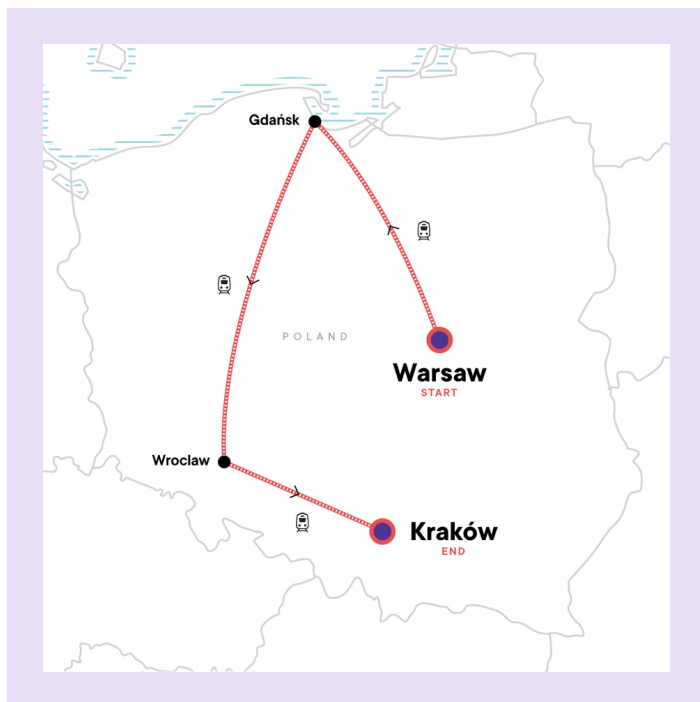 Gdańsk
POLAND
Warsaw
START
Wroclaw
Kraków
END